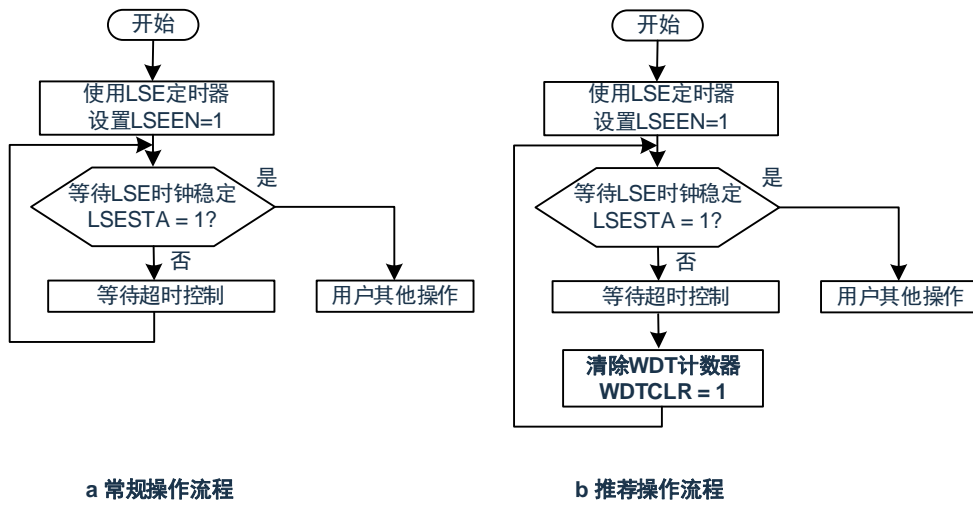 开始
使用LSE定时器
设置LSEEN=1
等待LSE时钟稳定
LSESTA = 1?
是
否
等待超时控制
用户其他操作
a 常规操作流程
开始
使用LSE定时器
设置LSEEN=1
等待LSE时钟稳定
LSESTA = 1?
是
否
等待超时控制
用户其他操作
清除WDT计数器
WDTCLR = 1
b 推荐操作流程